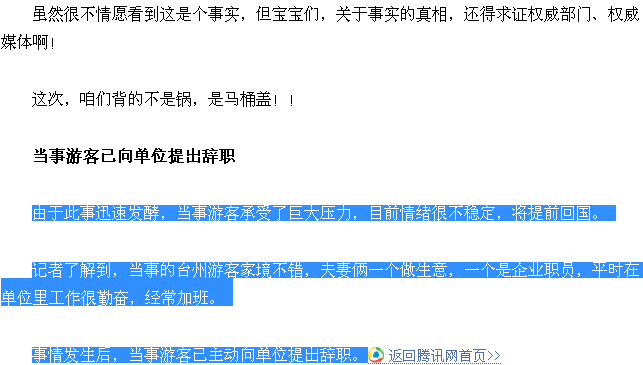 虽然很不情愿看到这是个事实，但宝宝们，关于事实的真相，还得求证权威部门、权威
媒体啊！
这次，咱们背的不是锅，是马桶盖！！
当事游客已向单位提出辞职
由于此事迅速发酵，当事游客承受了巨大压力，目前情绪很不稳定，将提前回国。
记者了解到，当事的台州游客家境不错，夫妻俩一个做生意，一个是企业职员，平时在
单位里工作很勤奋，经常加班。
事情发生后，当事游客已主动向单位提出辞职。返回腾讯网首页>>